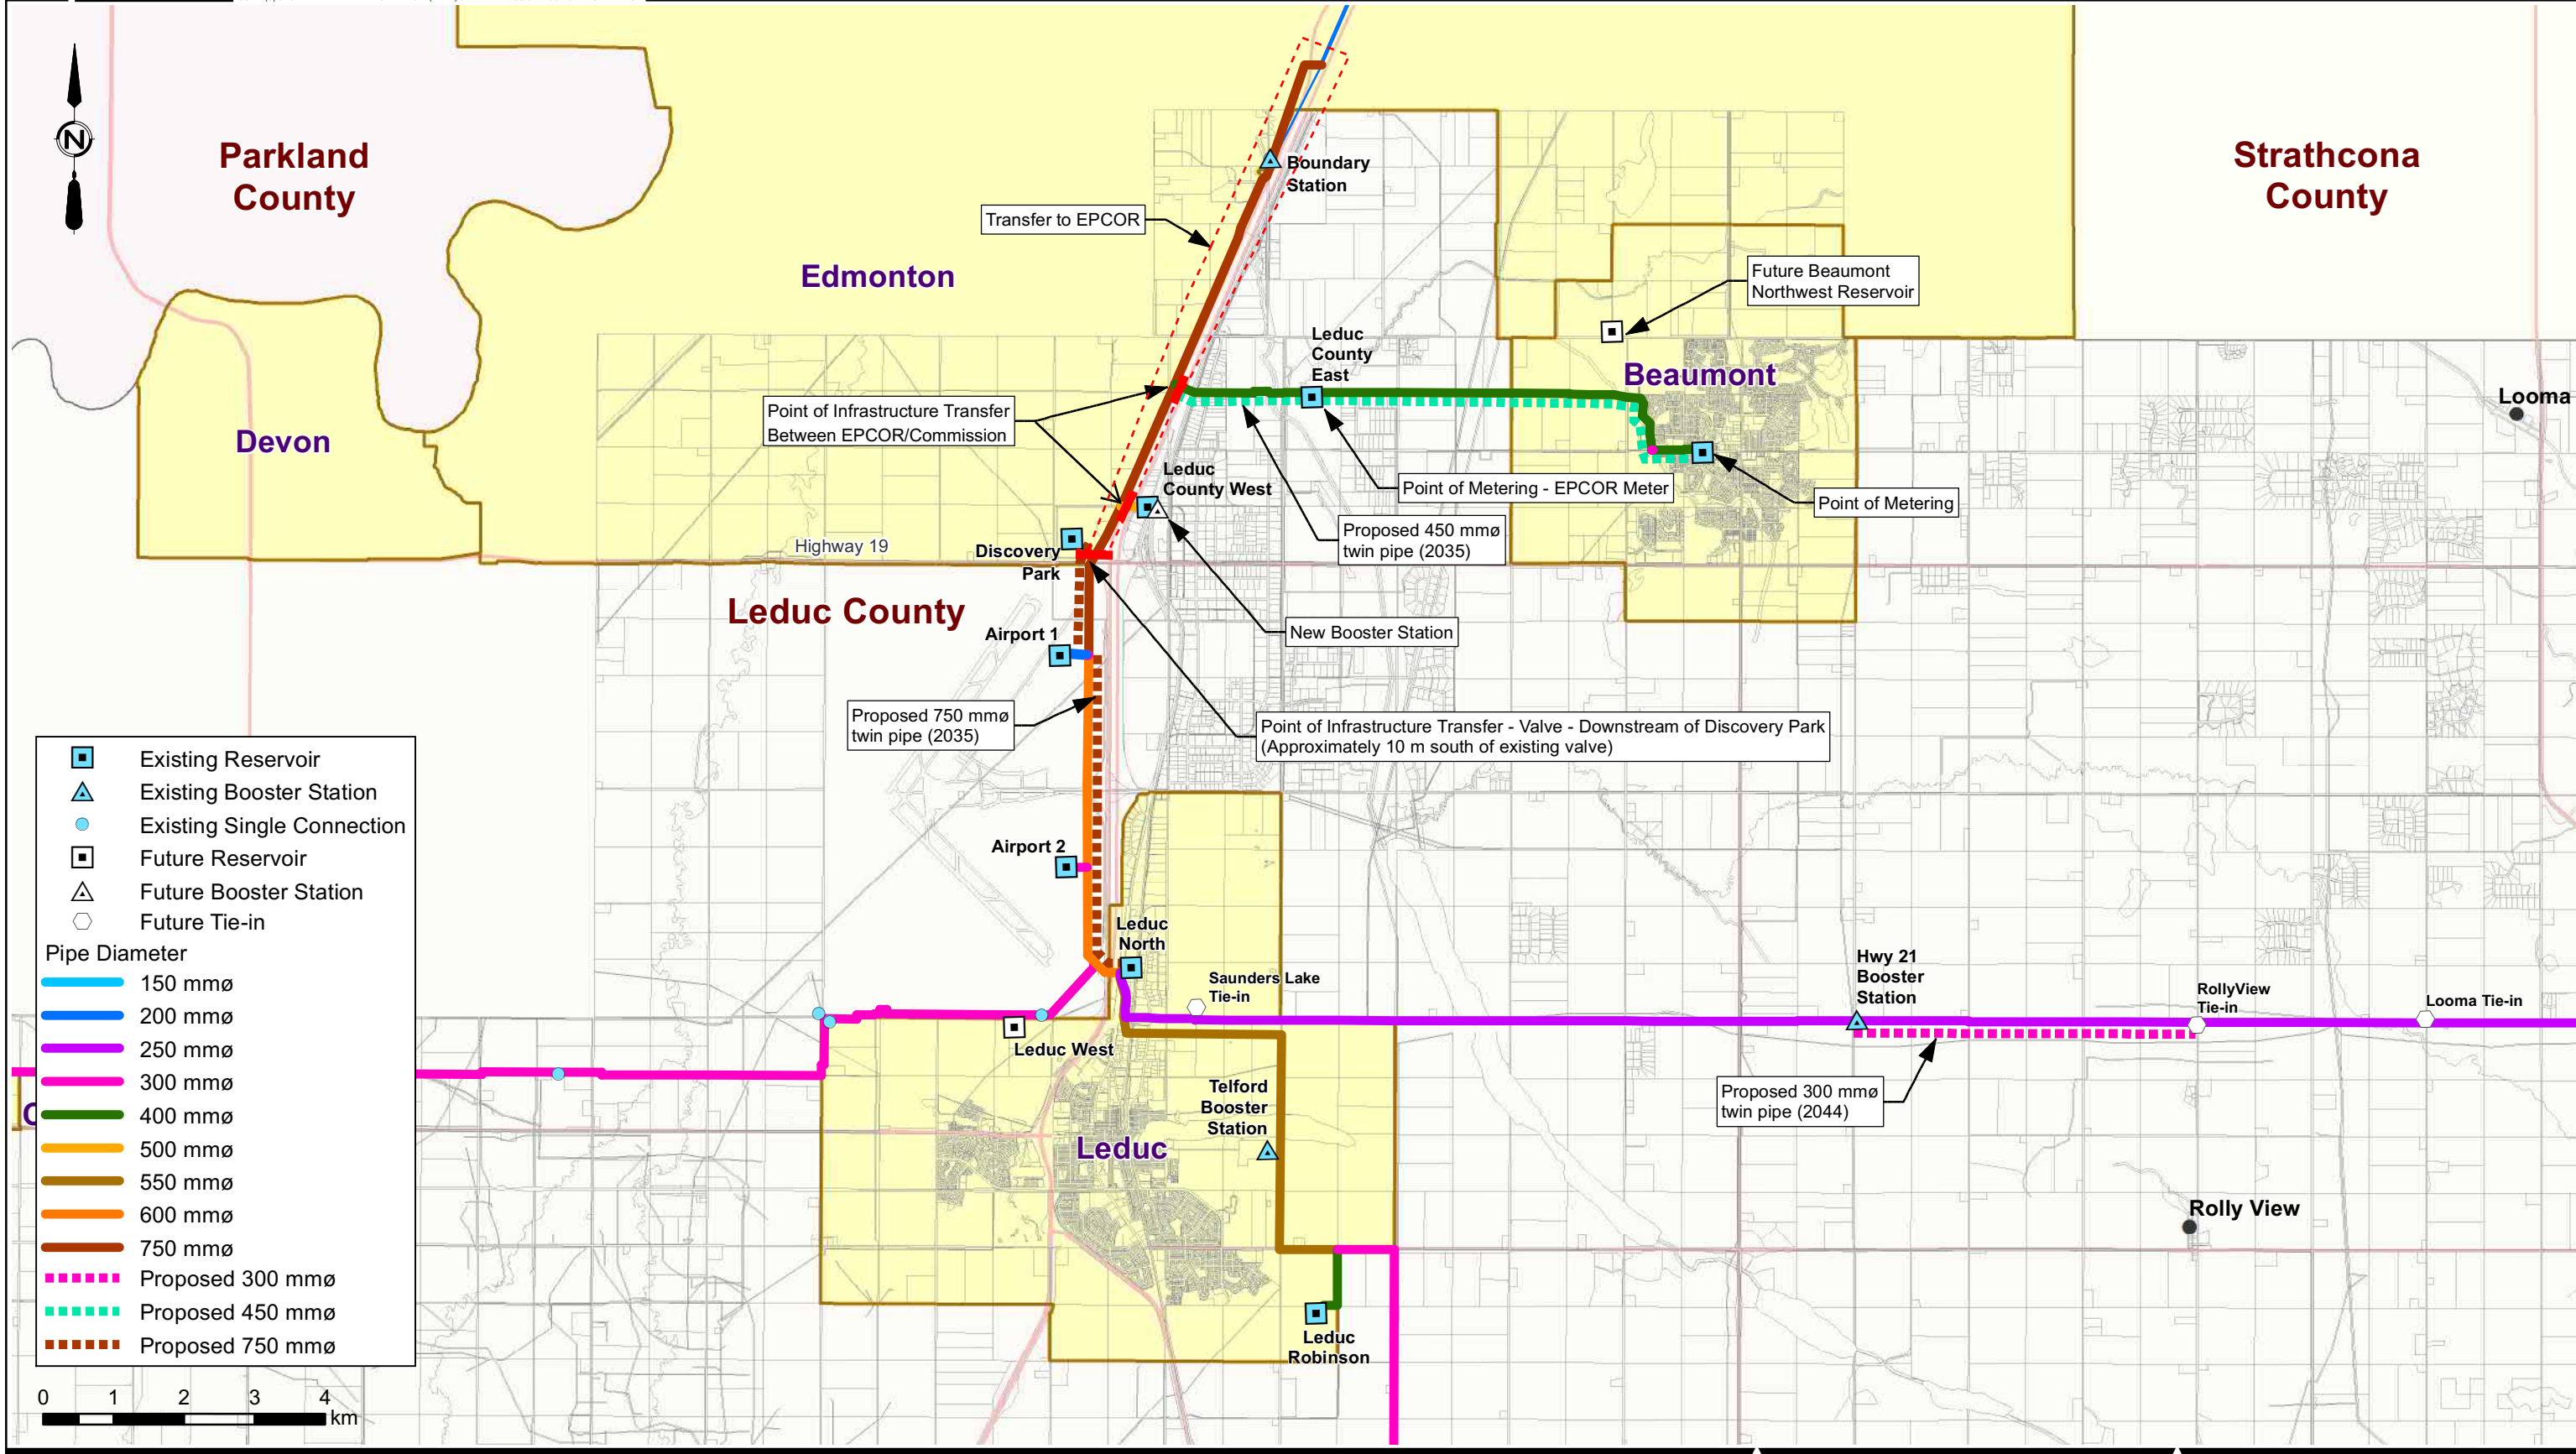 N
Parkland
County
Strathcona
County
Boundary
Station
Transfer to EPCOR
Edmonton
Future Beaumont
Northwest Reservoir
Leduc
County
East
Beaumont
Looma
Point of Infrastructure Transfer
Between EPCOR/Commission
Devon
Leduc
County West
Point of Metering - EPCOR Meter
Point of Metering
Proposed 450 mmø
twin pipe (2035)
Highway 19
Discovery
Park
Leduc County
New Booster Station
Airport 1
Proposed 750 mmø
twin pipe (2035)
Point of Infrastructure Transfer - Valve - Downstream of Discovery Park
(Approximately 10 m south of existing valve)
Airport 2
Leduc
North
Saunders Lake
Tie-in
Hwy 21
Booster
Station
RollyView
Tie-in
Looma Tie-in
Leduc West
Telford
Booster
Station
Proposed 300 mmø
twin pipe (2044)
Leduc
Rolly View
Leduc
Robinson
Existing Reservoir
Existing Booster Station
Existing Single Connection
Future Reservoir
Future Booster Station
Future Tie-in
Pipe Diameter
150 mmø
200 mmø
250 mmø
300 mmø
400 mmø
500 mmø
550 mmø
600 mmø
750 mmø
Proposed 300 mmø
Proposed 450 mmø
Proposed 750 mmø
0 1 2 3 4
km